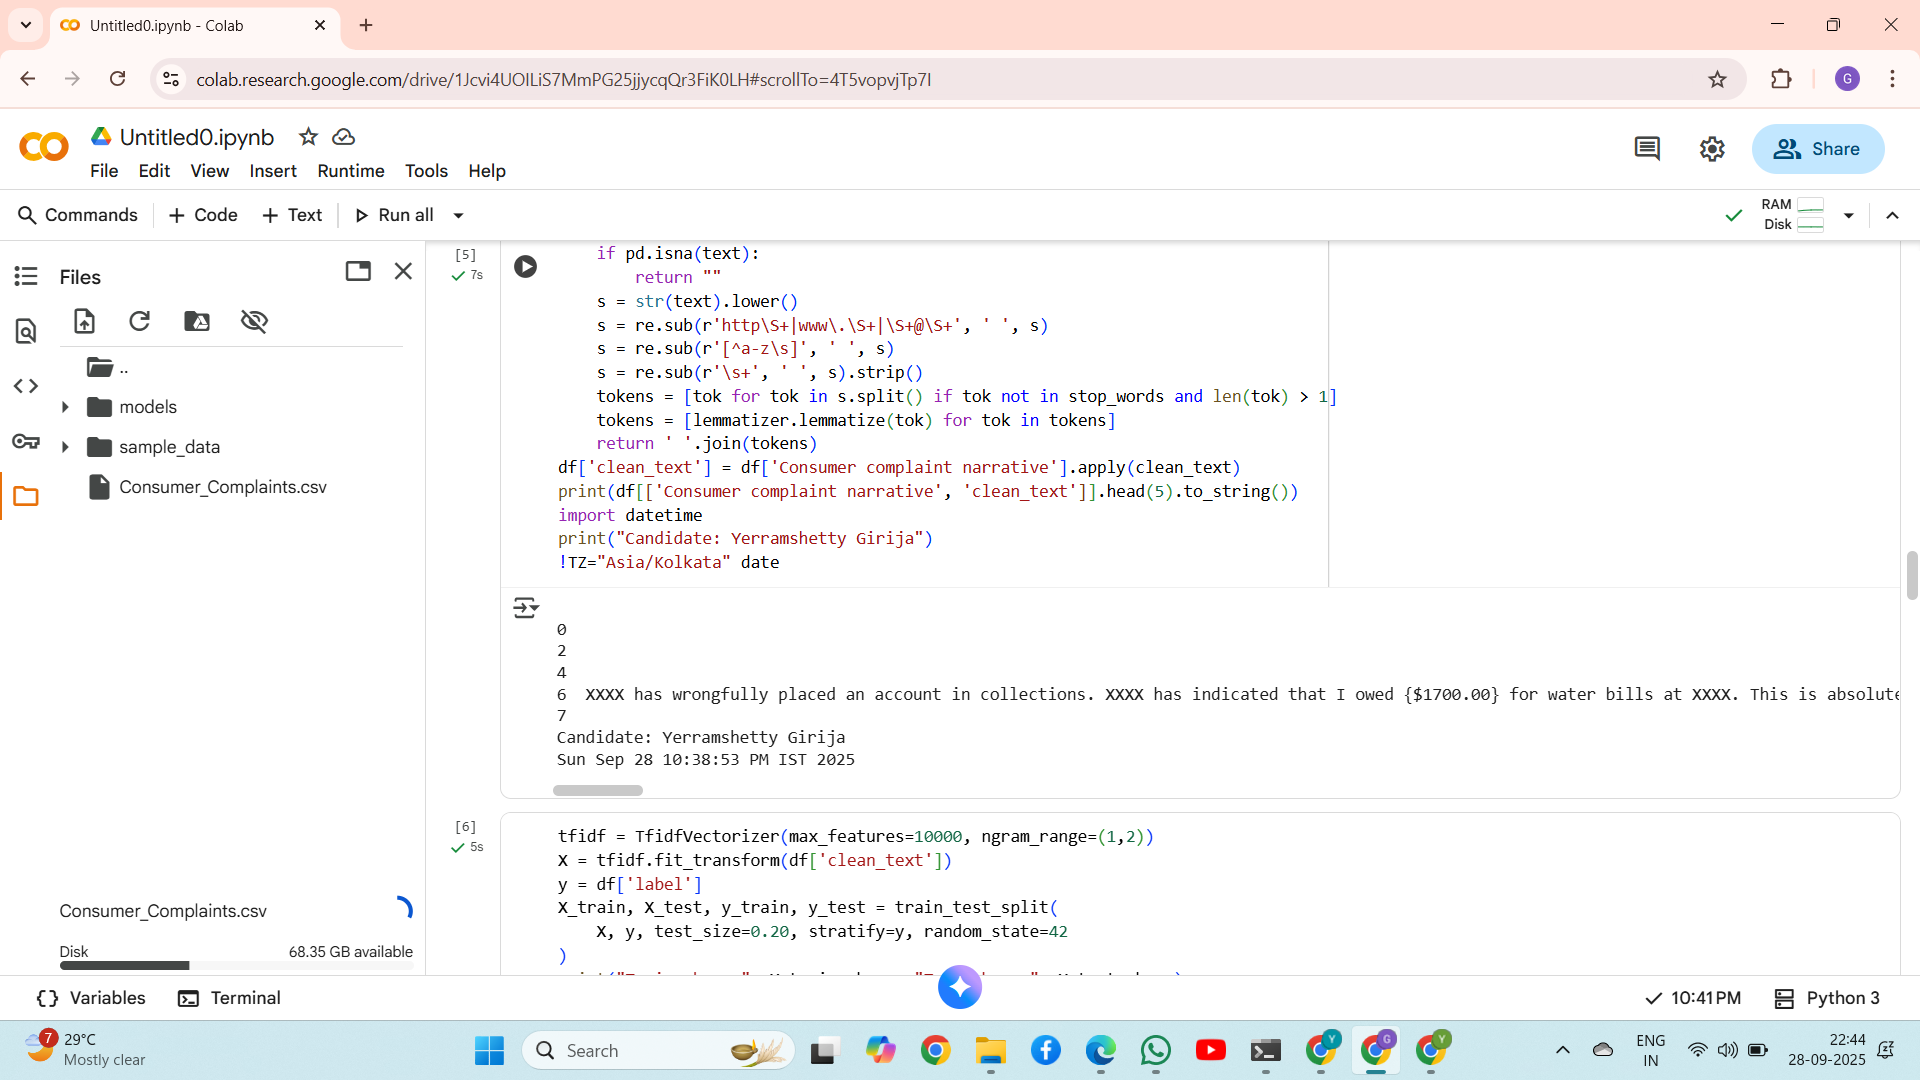 Untitled0.ipynb - Colab
colab.research.google.com/drive/1Jcvi4UOILiS7MmPG25jjycqQr3FiK0LH#scrollTo=4T5vopvjTp7I
G
Untitled0.ipynb
File Edit View Insert Runtime Tools Help
Share
Commands + Code + Text Run all
RAM
Disk
Files
..
models
sample_data
Consumer_Complaints.csv
Consumer_Complaints.csv
Disk 68.35 GB available
[5]
7s
if pd.isna(text):
return ""
s = str(text).lower()
s = re.sub(r'http\S+|www\.\S+|\S+@\S+', ' ', s)
s = re.sub(r'[^a-z\s]', ' ', s)
s = re.sub(r'\s+', ' ', s).strip()
tokens = [tok for tok in s.split() if tok not in stop_words and len(tok) > 1]
tokens = [lemmatizer.lemmatize(tok) for tok in tokens]
return ' '.join(tokens)
df['clean_text'] = df['Consumer complaint narrative'].apply(clean_text)
print(df[['Consumer complaint narrative', 'clean_text']].head(5).to_string())
import datetime
print("Candidate: Yerramshetty Girija")
!TZ="Asia/Kolkata" date
0
2
4
6 XXXX has wrongfully placed an account in collections. XXXX has indicated that I owed {$1700.00} for water bills at XXXX. This is absolute
7
Candidate: Yerramshetty Girija
Sun Sep 28 10:38:53 PM IST 2025
[6]
5s
tfidf = TfidfVectorizer(max_features=10000, ngram_range=(1,2))
X = tfidf.fit_transform(df['clean_text'])
y = df['label']
X_train, X_test, y_train, y_test = train_test_split(
X, y, test_size=0.20, stratify=y, random_state=42
)
Variables Terminal
10:41 PM Python 3
7
29°C
Mostly clear
Search
Y
G
Y
ENG
IN
22:44
28-09-2025